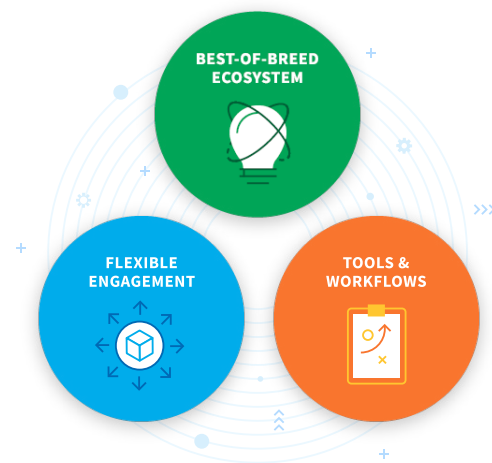 BEST-OF-BREED
ECOSYSTEM
FLEXIBLE
ENGAGEMENT
TOOLS &
WORKFLOWS